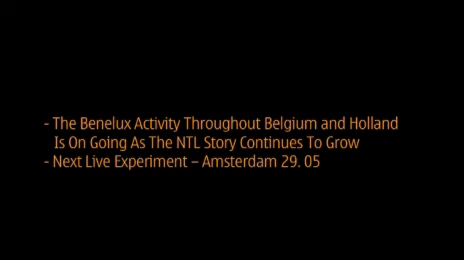 - The Benelux Activity Throughout Belgium and Holland
Is On Going As The NTL Story Continues To Grow
- Next Live Experiment – Amsterdam 29. 05